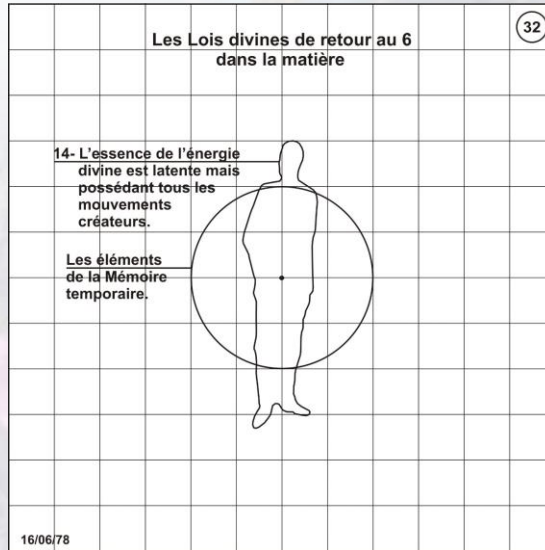 Les Lois divines de retour au 6
dans la matière
32
14- L'essence de l'énergie
divine est latente mais
possédant tous les
mouvements
créateurs.
Les éléments
de la Mémoire
temporaire.
16/06/78